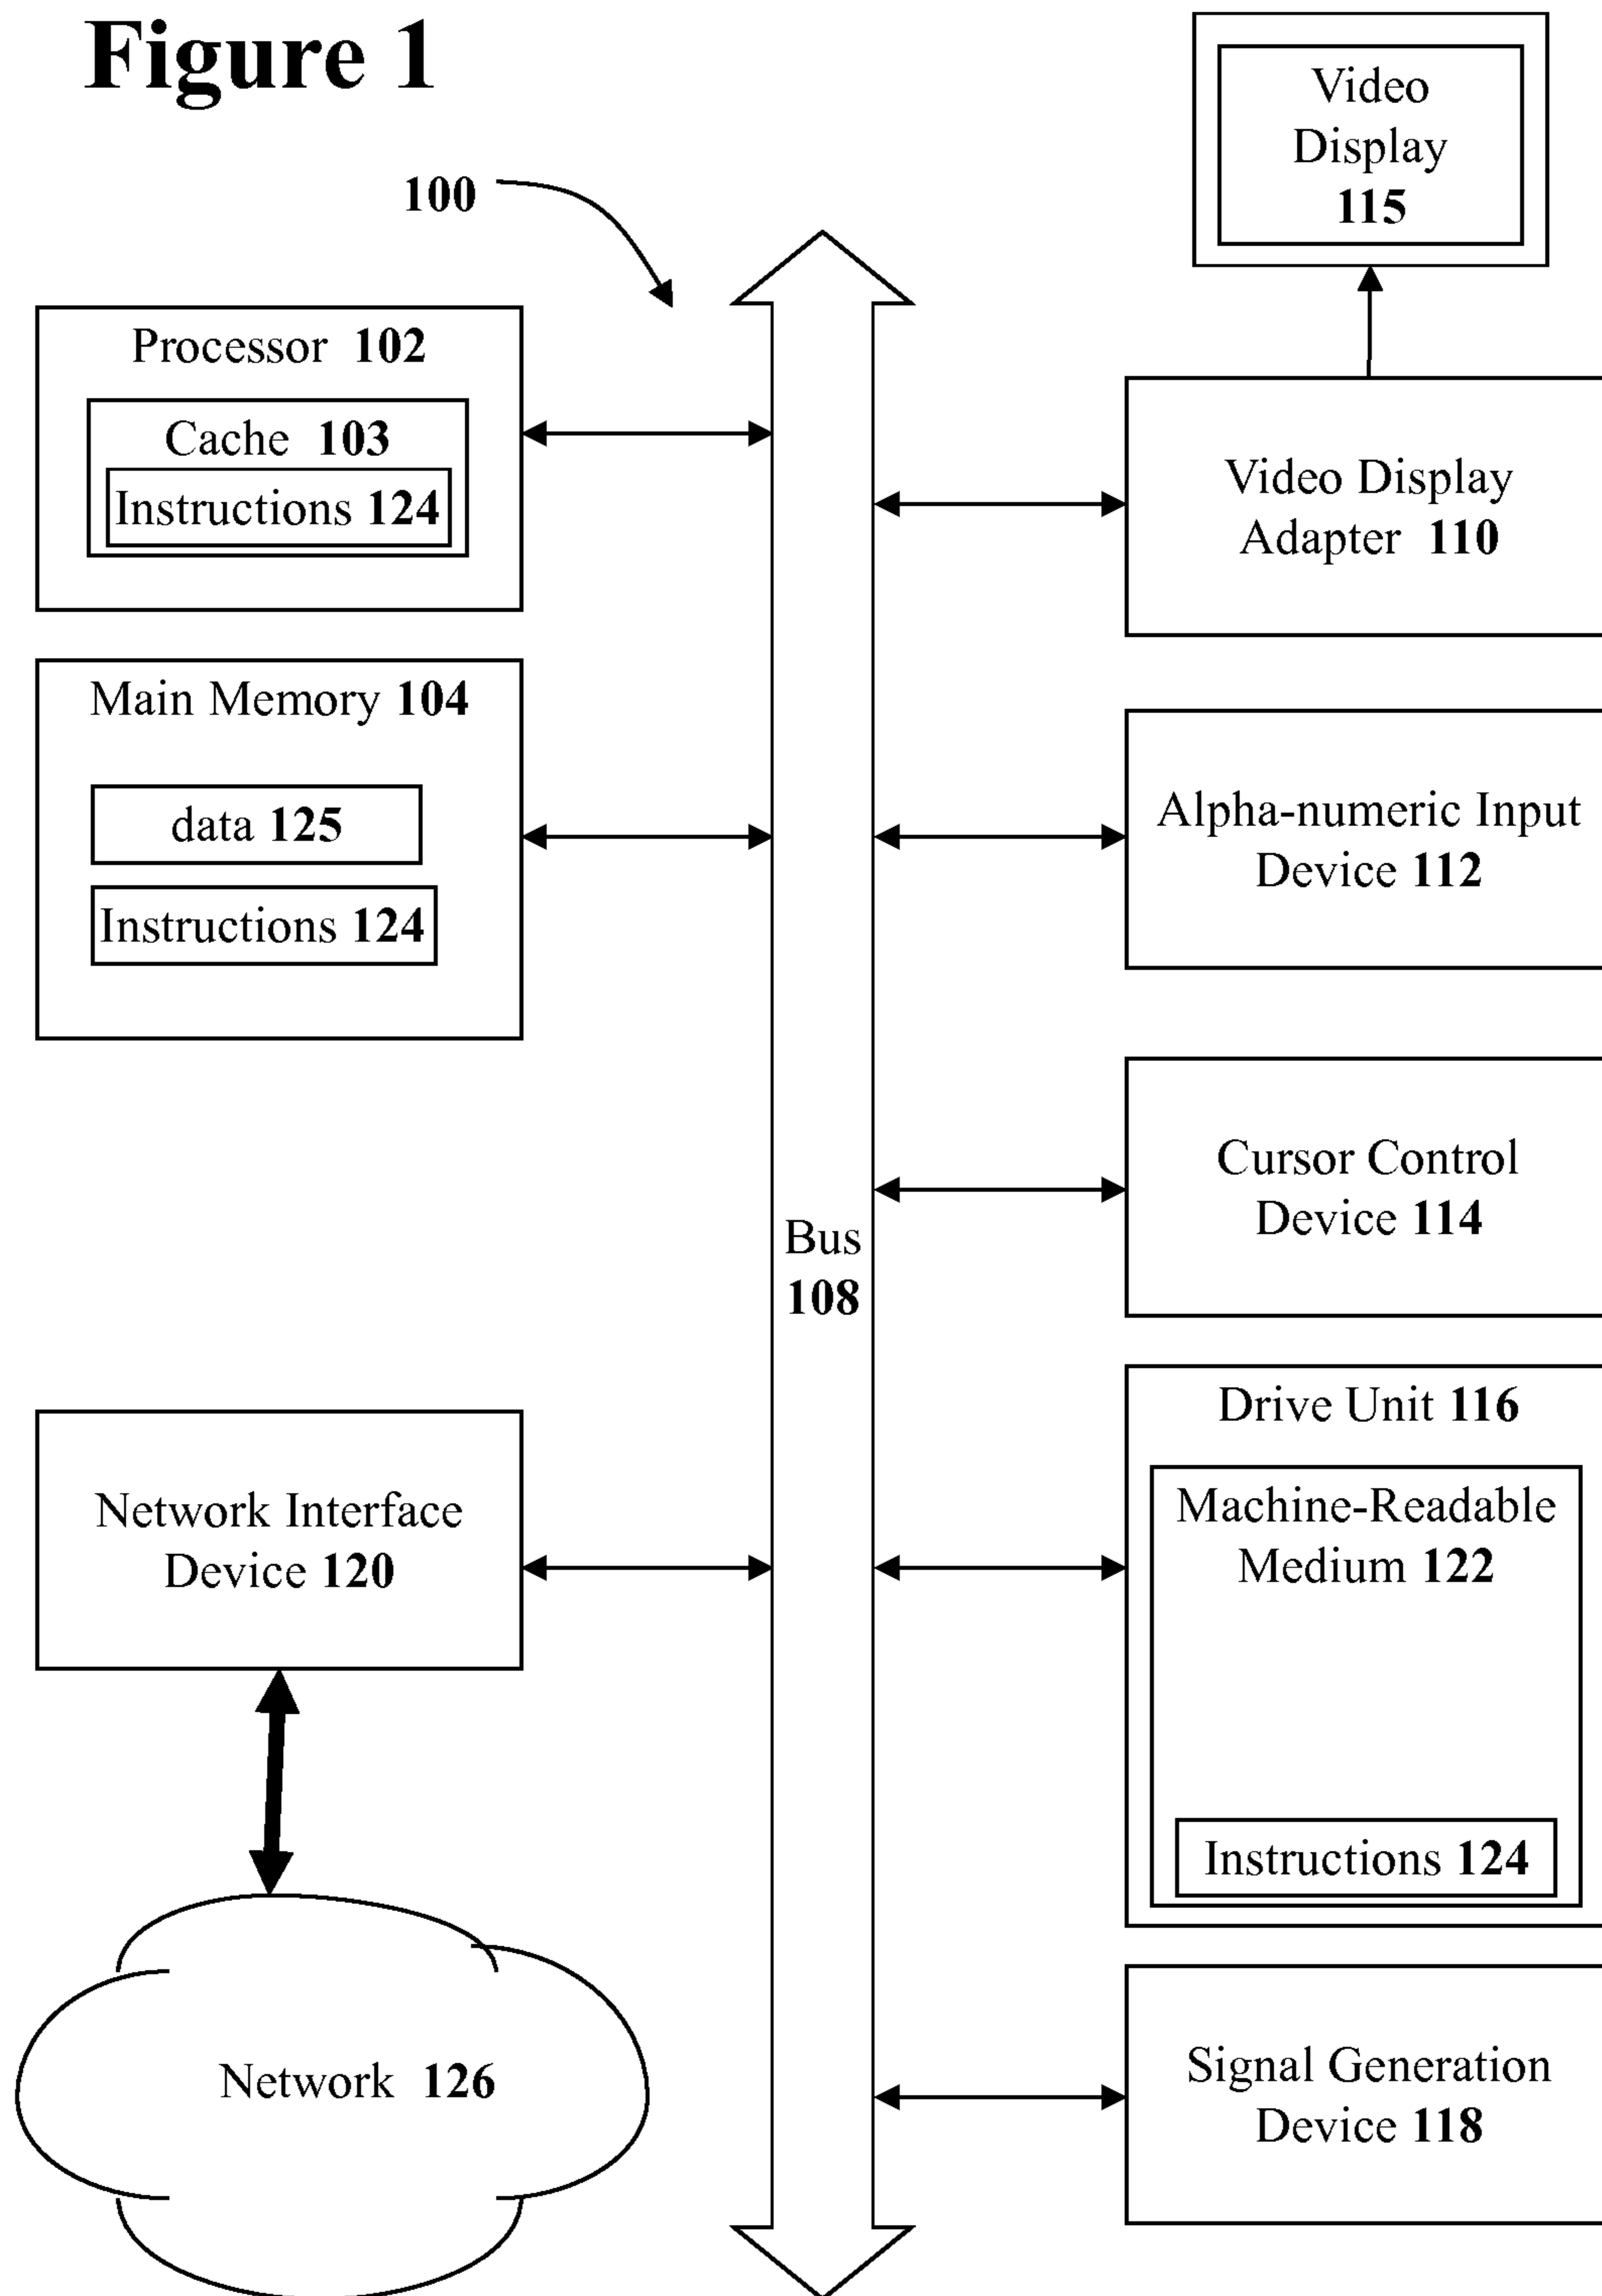 Figure 1
100
Video
Display
115
Processor 102
Cache 103
Instructions 124
Video Display
Adapter 110
Main Memory 104
data 125
Instructions 124
Alpha-numeric Input
Device 112
Cursor Control
Device 114
Bus
108
Network Interface
Device 120
Drive Unit 116
Machine-Readable
Medium 122
Instructions 124
Network 126
Signal Generation
Device 118